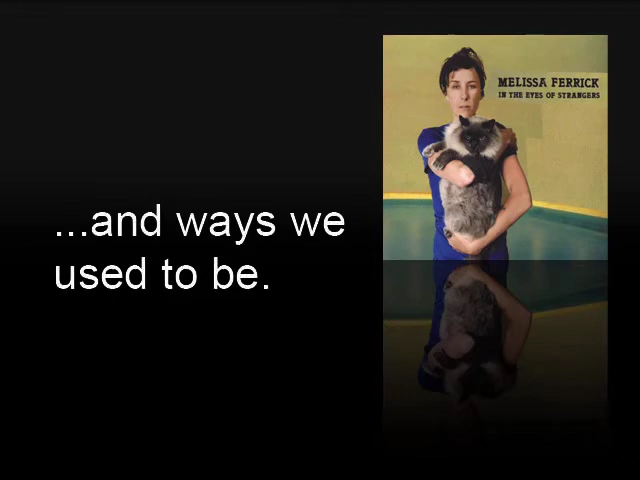 ...and ways we
used to be.
MELISSA FERRICK
IN THE EYES OF STRANGERS